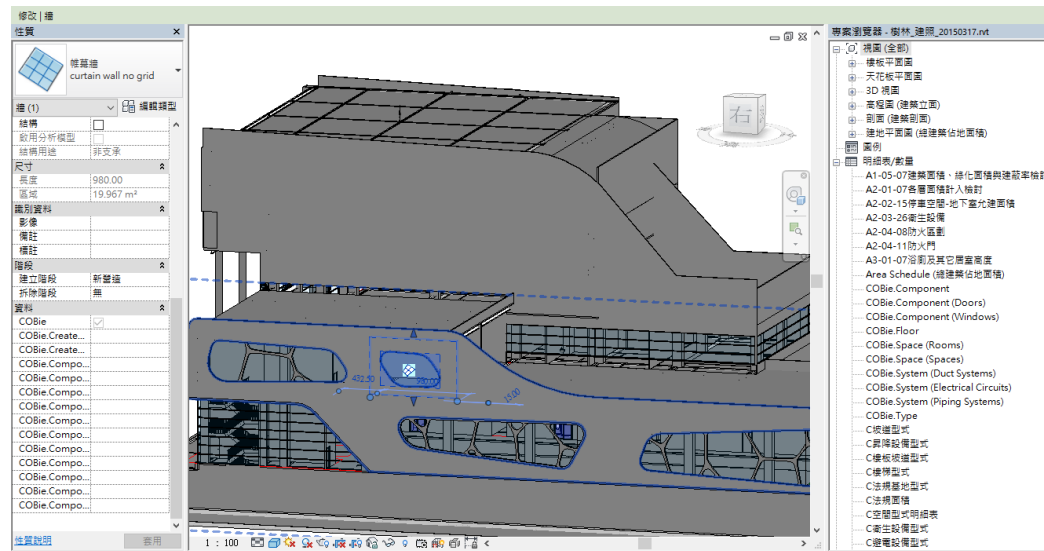 修改 | 牆
性質
帷幕牆
curtain wall no grid
牆 (1)
編輯類型
結構
啟用分析模型
結構用途 非支承
尺寸
長度 980.00
區域 19.967 m²
識別資料
影像
備註
標註
階段
建立階段 新營造
拆除階段 無
資料
COBie
COBie.Create...
COBie.Create...
COBie.Compo...
COBie.Compo...
COBie.Compo...
COBie.Compo...
COBie.Compo...
COBie.Compo...
COBie.Compo...
COBie.Compo...
COBie.Compo...
COBie.Compo...
COBie.Compo...
性質說明
套用
右
432.50
980.00
15.00
1 : 100
專案瀏覽器 - 樹林_建照_20150317.rvt
視圖 (全部)
樓板平面圖
天花板平面圖
3D 視圖
高程圖 (建築立面)
剖面 (建築剖面)
建地平面圖 (總建築佔地面積)
圖例
明細表/數量
A1-05-07建築面積、綠化面積與建蔽率檢討
A2-01-07各層面積計入檢討
A2-02-15停車空間-地下室允建面積
A2-03-26衛生設備
A2-04-08防火區劃
A2-04-11防火門
A3-01-07浴廁及其它居室高度
Area Schedule (總建築佔地面積)
COBie.Component
COBie.Component (Doors)
COBie.Component (Windows)
COBie.Floor
COBie.Space (Rooms)
COBie.Space (Spaces)
COBie.System (Duct Systems)
COBie.System (Electrical Circuits)
COBie.System (Piping Systems)
COBie.Type
C坡道型式
C昇降設備型式
C樓板坡道型式
C樓梯型式
C法規基地型式
C法規面積
C空間型式明細表
C衛生設備型式
C避電設備型式